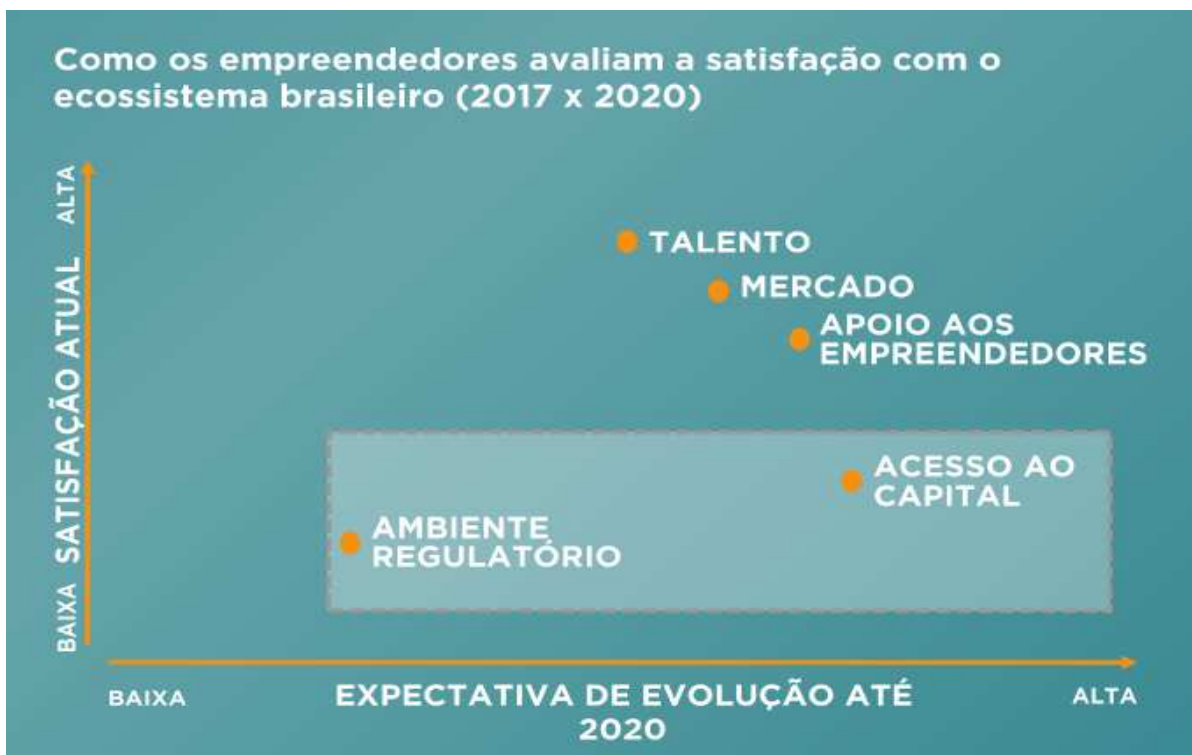 Como os empreendedores avaliam a satisfação com o
ecossistema brasileiro (2017 x 2020)
ALTA
SATISFAÇÃO ATUAL
BAIXA
TALENTO
MERCADO
APOIO AOS
EMPREENDEDORES
ACESSO AO
CAPITAL
AMBIENTE
REGULATÓRIO
BAIXA
EXPECTATIVA DE EVOLUÇÃO ATÉ
2020
ALTA